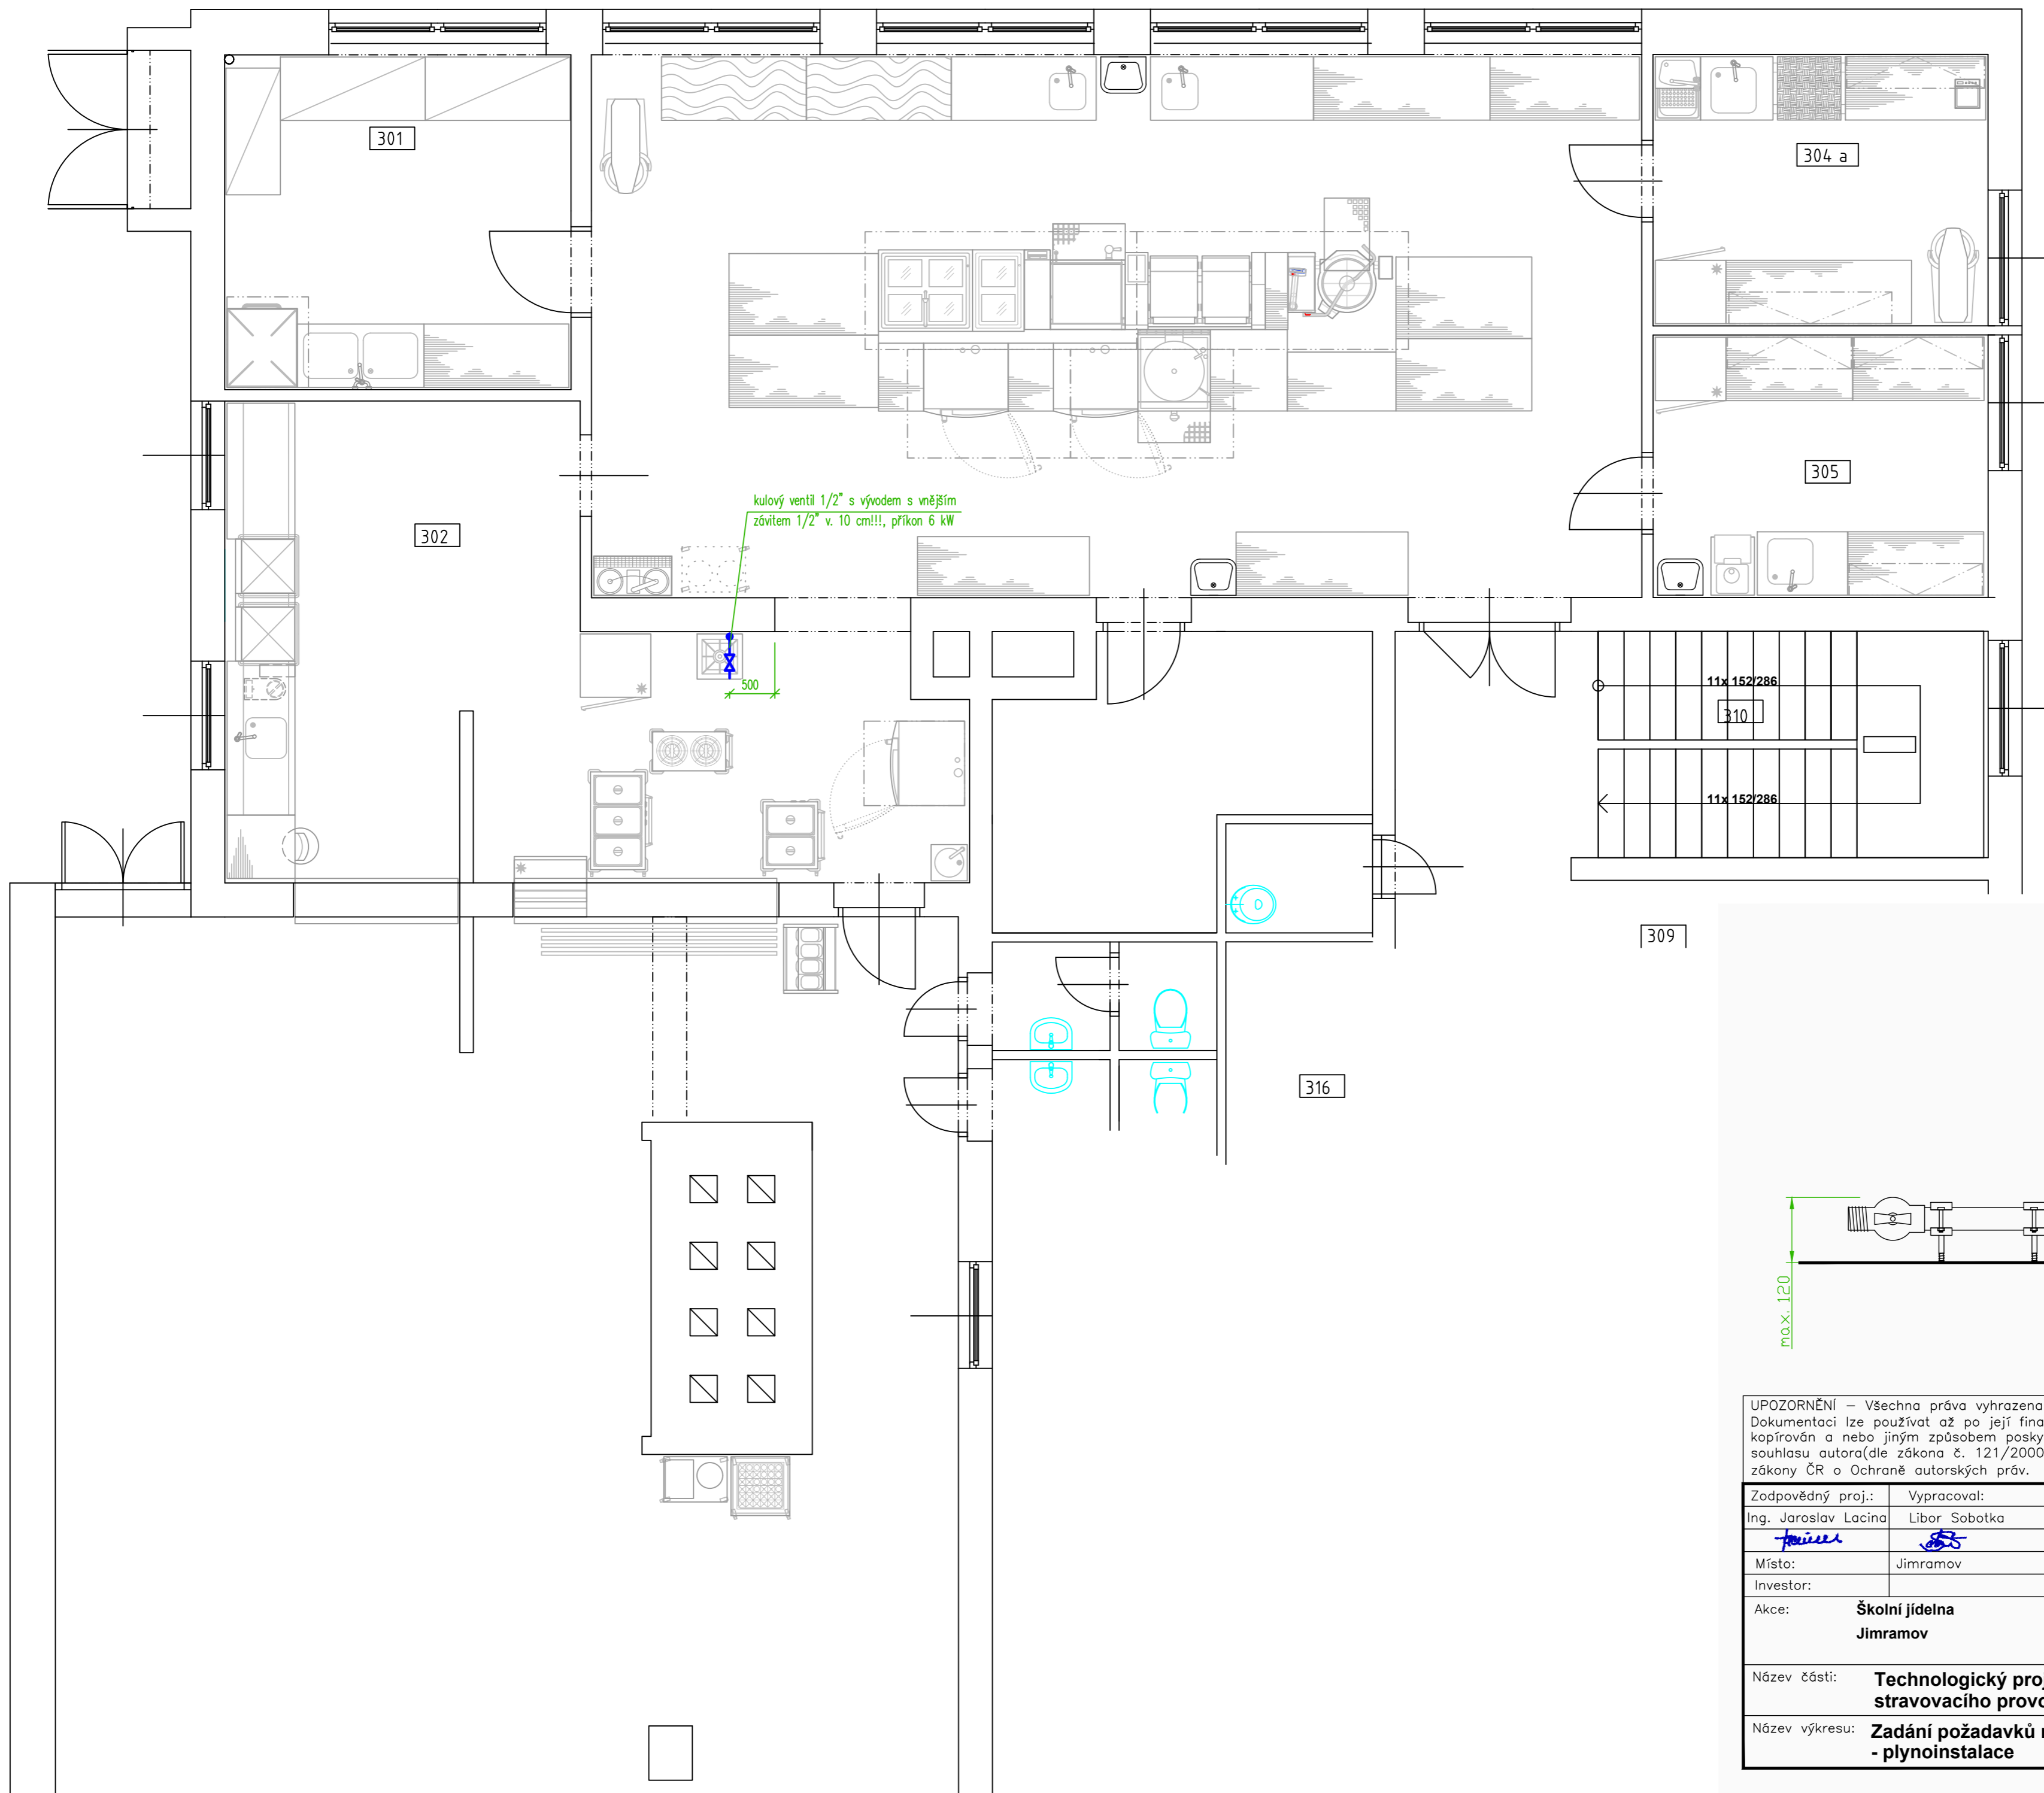 301
304 a
kulový ventil 1/2" s vývodem s vnějším
závitem 1/2" v. 10 cm!!!, příkon 6 kW
302
305
500
11x 152/286
310
11x 152/286
309
316
max. 120
UPOZORNĚNÍ – Všechna práva vyhrazena
Dokumentaci lze používat až po její fina
kopírován a nebo jiným způsobem posky
souhlasu autora(dle zákona č. 121/2000
zákony ČR o Ochraně autorských práv.
Zodpovědný proj.: Vypracoval:
Ing. Jaroslav Lacina Libor Sobotka
Místo: Jimramov
Investor:
Akce: Školní jídelna
Jimramov
Název části: Technologický proj
stravovacího provo
Název výkresu: Zadání požadavků
- plynoinstalace